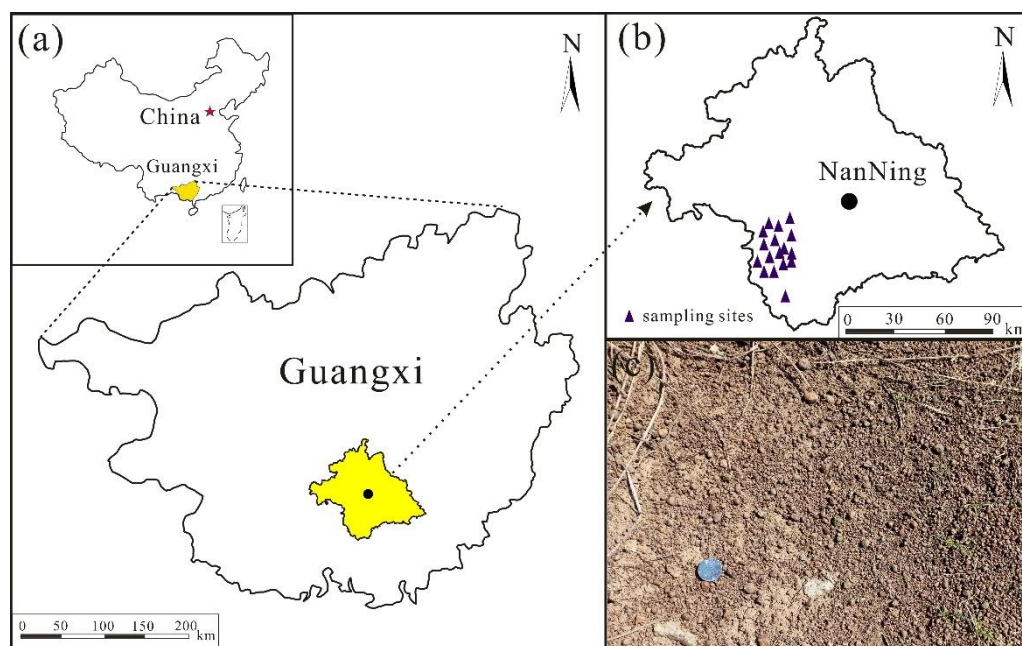 (a)
N
China
Guangxi
Guangxi
0 50 100 150 200
km
(b)
N
NanNing
sampling sites
0 30 60 90
km
(c)